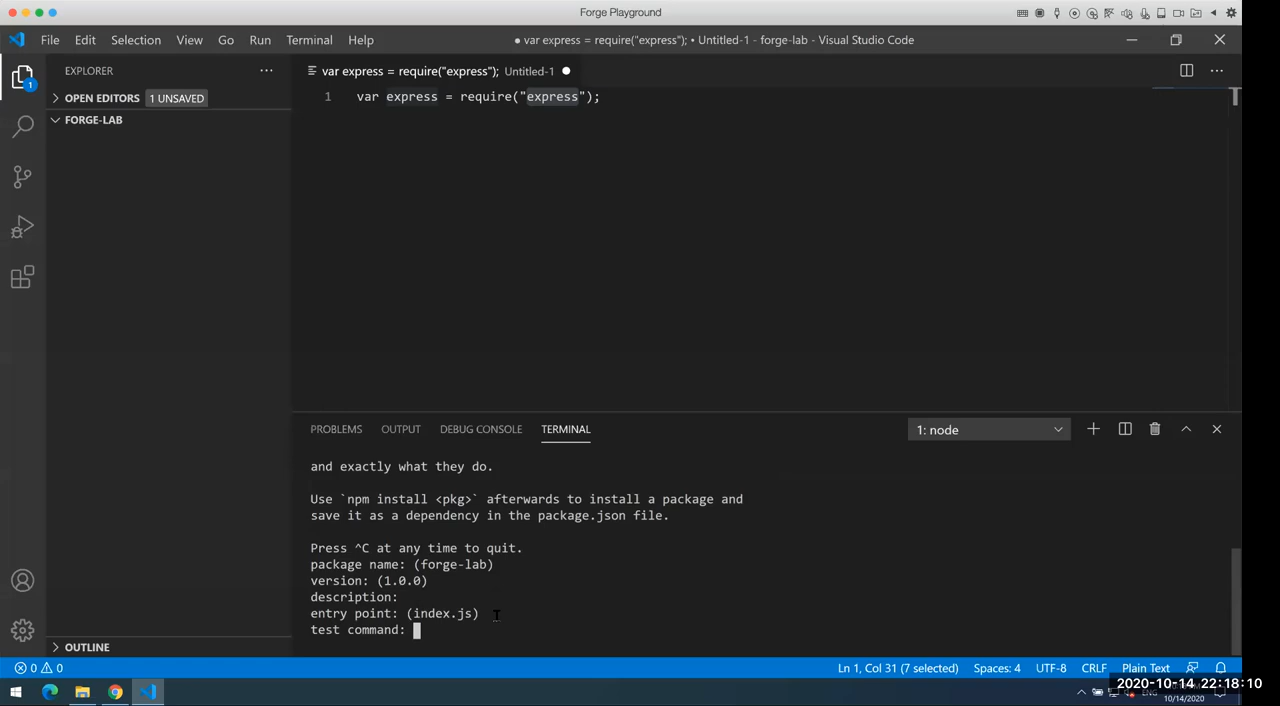 Forge Playground
File Edit Selection View Go Run Terminal Help
● var express = require("express"); • Untitled-1 - forge-lab - Visual Studio Code
EXPLORER
var express = require("express"); Untitled-1
OPEN EDITORS 1 UNSAVED
1 var express = require("express");
FORGE-LAB
1
PROBLEMS OUTPUT DEBUG CONSOLE TERMINAL
1: node
and exactly what they do.
Use `npm install <pkg>` afterwards to install a package and
save it as a dependency in the package.json file.
Press ^C at any time to quit.
package name: (forge-lab)
version: (1.0.0)
description:
entry point: (index.js)
test command:
OUTLINE
0 0
Ln 1, Col 31 (7 selected) Spaces: 4 UTF-8 CRLF Plain Text
2020-10-14 22:18:10
ENG
10/14/2020